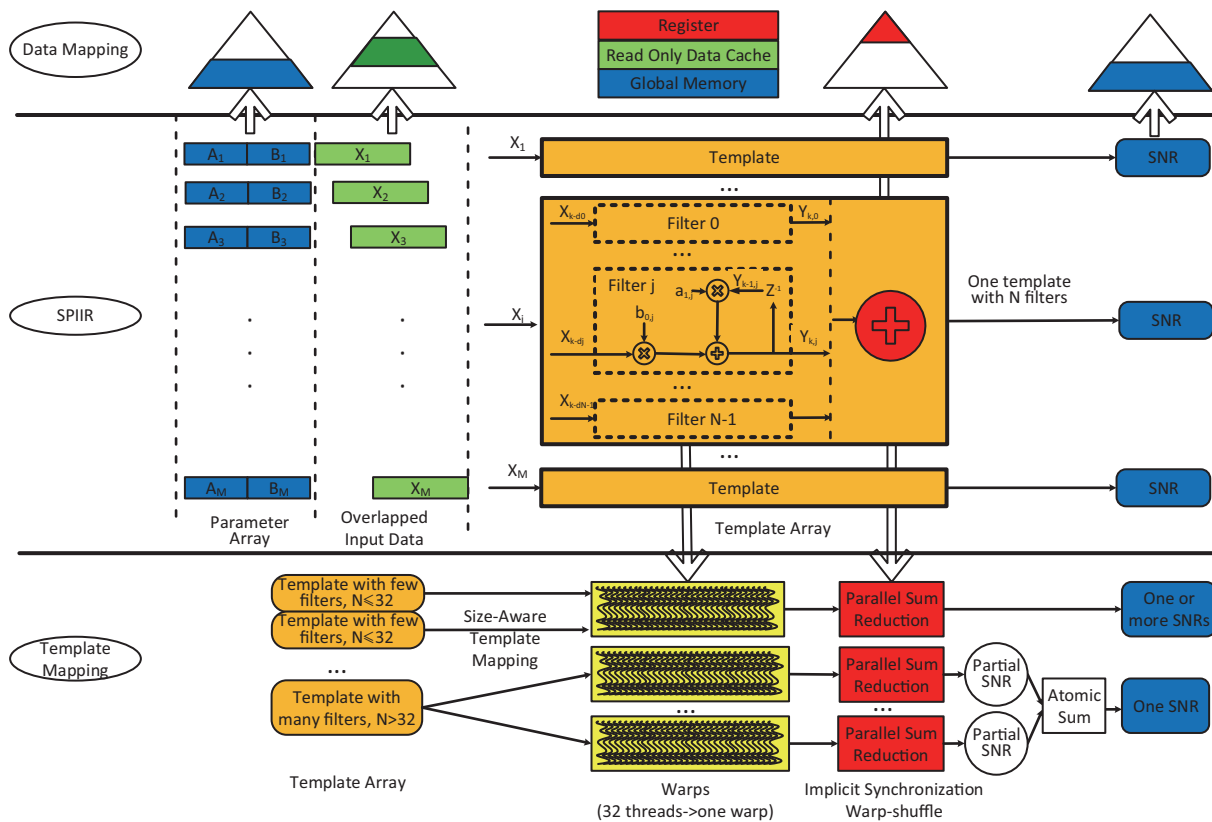 Data Mapping
Register
Read Only Data Cache
Global Memory
A1 B1 X1
A2 B2 X2
A3 B3 X3
AM BM XM
Parameter
Array
Overlapped
Input Data
SPIIR
X1
Template
SNR
...
Xk-d0
Filter 0
Yk,0
...
Filter j
a1,j
Yk-1,j
Z-1
b0,j
Xj
Xk-dj
Yk,j
One template
with N filters
SNR
...
Xk-dN-1
Filter N-1
...
XM
Template
SNR
Template Array
Template Mapping
Template with few
filters, N⩽32
Template with few
filters, N⩽32
...
Template with
many filters, N>32
Template Array
Size-Aware
Template
Mapping
...
Warps
(32 threads->one warp)
Parallel Sum
Reduction
Parallel Sum
Reduction
...
Parallel Sum
Reduction
Implicit Synchronization
Warp-shuffle
Partial
SNR
Partial
SNR
Atomic
Sum
One or
more SNRs
One SNR